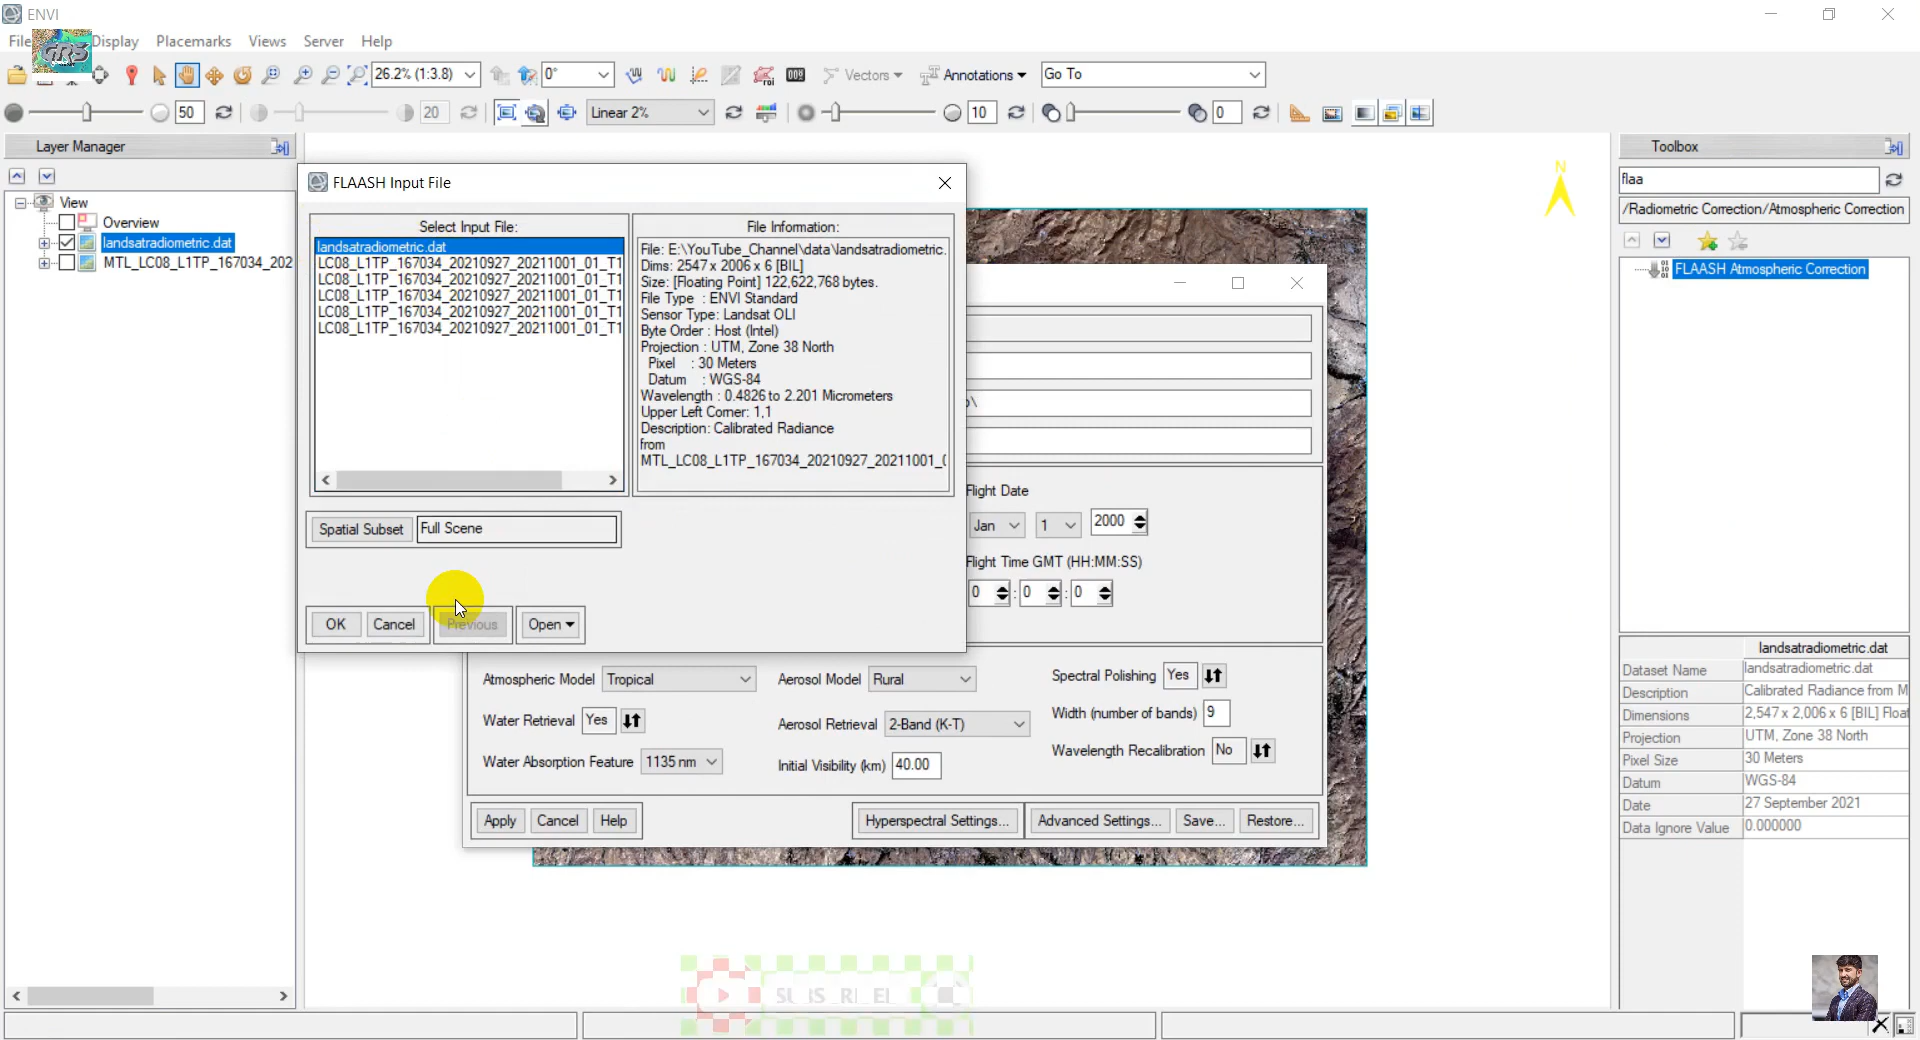 ENVI
File
Display
Placemarks
Views
Server
Help
GRS
26.2% (1:3.8)
0°
Vectors
Annotations
Go To
50
20
Linear 2%
10
0
Layer Manager
View
Overview
landsatradiometric.dat
MTL_LC08_L1TP_167034_202
FLAASH Input File
Select Input File:
landsatradiometric.dat
LC08_L1TP_167034_20210927_20211001_01_T1
LC08_L1TP_167034_20210927_20211001_01_T1
LC08_L1TP_167034_20210927_20211001_01_T1
LC08_L1TP_167034_20210927_20211001_01_T1
LC08_L1TP_167034_20210927_20211001_01_T1
File Information:
File: E:\YouTube_Channel\data\landsatradiometric.
Dims: 2547 x 2006 x 6 [BIL]
Size: [Floating Point] 122,622,768 bytes.
File Type : ENVI Standard
Sensor Type: Landsat OLI
Byte Order : Host (Intel)
Projection : UTM, Zone 38 North
Pixel : 30 Meters
Datum : WGS-84
Wavelength : 0.4826 to 2.201 Micrometers
Upper Left Corner: 1,1
Description: Calibrated Radiance
from
MTL_LC08_L1TP_167034_20210927_20211001_(
Spatial Subset
Full Scene
OK
Cancel
Previous
Open
\
Flight Date
Jan
1
2000
Flight Time GMT (HH:MM:SS)
0 : 0 : 0
Atmospheric Model
Tropical
Aerosol Model
Rural
Spectral Polishing
Yes
Water Retrieval
Yes
Aerosol Retrieval
2-Band (K-T)
Width (number of bands)
9
Water Absorption Feature
1135 nm
Initial Visibility (km)
40.00
Wavelength Recalibration
No
Apply
Cancel
Help
Hyperspectral Settings...
Advanced Settings...
Save...
Restore...
N
Toolbox
flaa
/Radiometric Correction/Atmospheric Correction
FLAASH Atmospheric Correction
landsatradiometric.dat
Dataset Name
landsatradiometric.dat
Description
Calibrated Radiance from M
Dimensions
2,547 x 2,006 x 6 [BIL] Float
Projection
UTM, Zone 38 North
Pixel Size
30 Meters
Datum
WGS-84
Date
27 September 2021
Data Ignore Value
0.000000